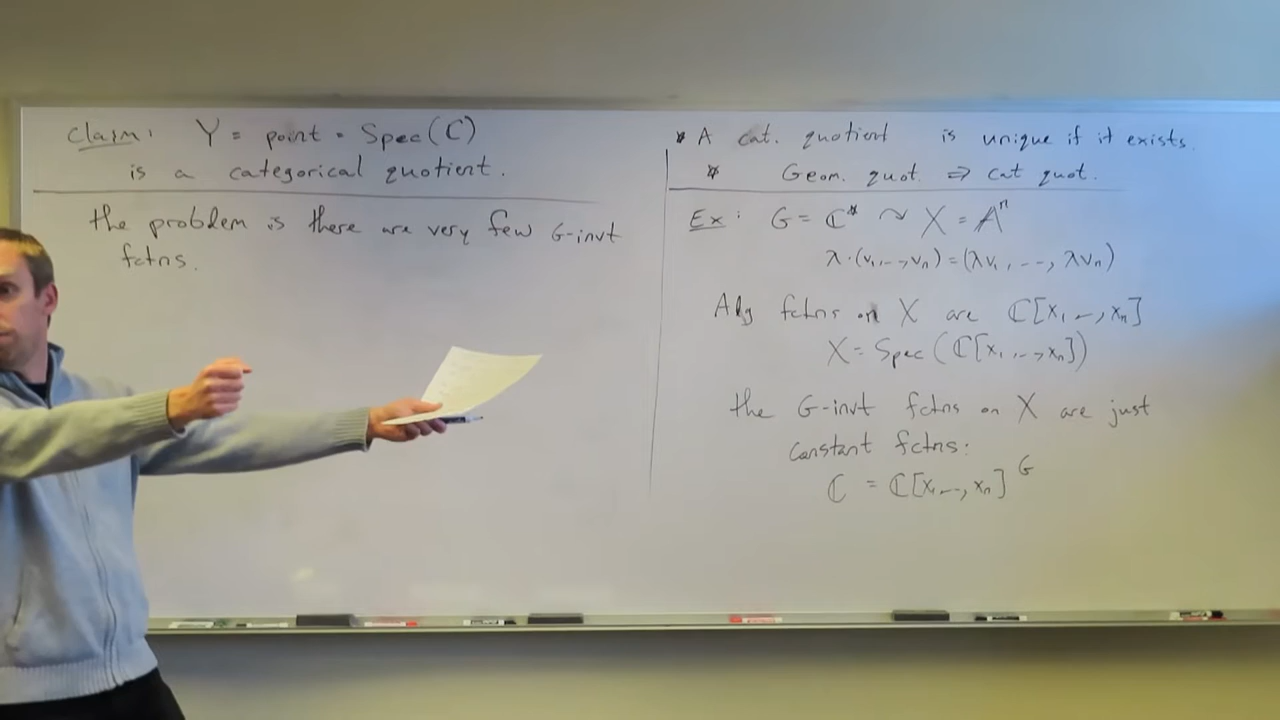 Claim: Y = point = Spec(ℂ)
is a categorical quotient.
the problem is there are very few G-invt
fctns.
* A cat. quotient is unique if it exists.
* Geom. quot. ⇒ cat quot.
Ex: G = ℂ* ↷ X = Aⁿ
λ·(v₁,..,vₙ) = (λv₁, --, λvₙ)
Alg fctns on X are ℂ[x₁ --, xₙ]
X = Spec(ℂ[x₁, --, xₙ])
the G-invt fctns on X are just
constant fctns:
ℂ = ℂ[x₁, --, xₙ]ᴳ